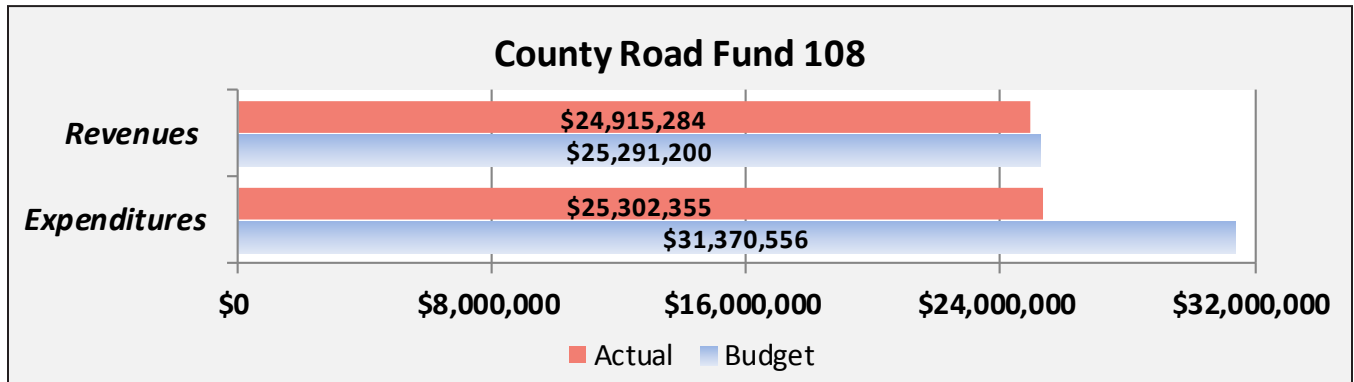 County Road Fund 108
Revenues
$24,915,284
$25,291,200
Expenditures
$25,302,355
$31,370,556
$0 $8,000,000 $16,000,000 $24,000,000 $32,000,000
Actual Budget